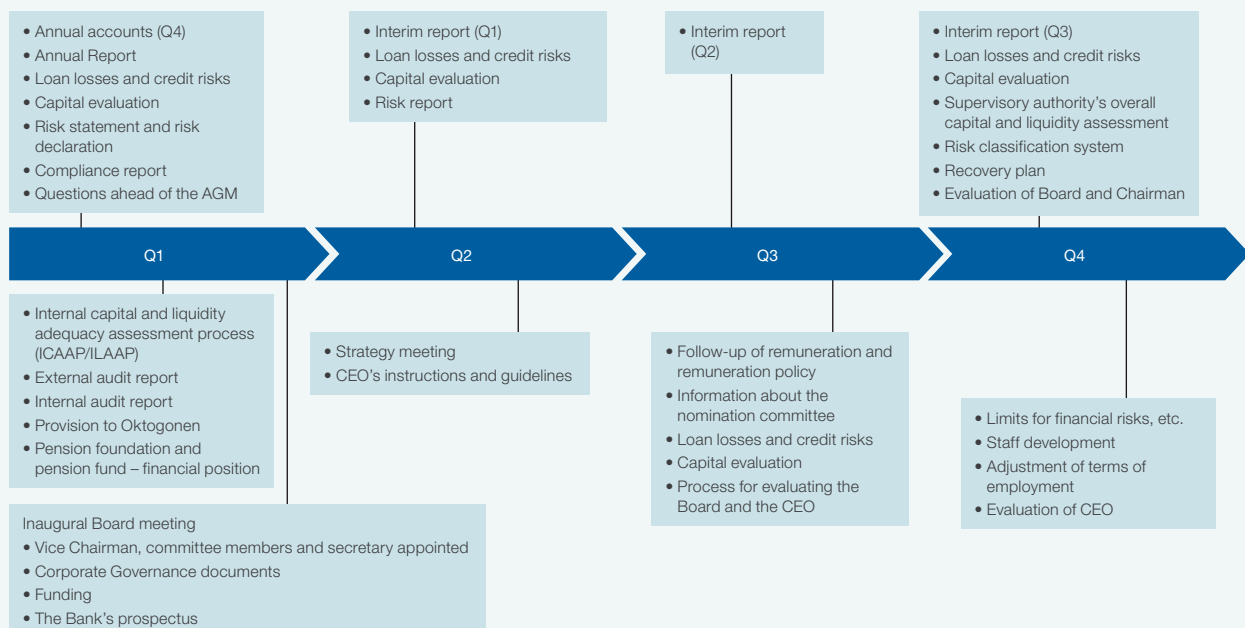 • Annual accounts (Q4)
• Annual Report
• Loan losses and credit risks
• Capital evaluation
• Risk statement and risk
declaration
• Compliance report
• Questions ahead of the AGM
• Interim report (Q1)
• Loan losses and credit risks
• Capital evaluation
• Risk report
• Interim report
(Q2)
• Interim report (Q3)
• Loan losses and credit risks
• Capital evaluation
• Supervisory authority's overall
capital and liquidity assessment
• Risk classification system
• Recovery plan
• Evaluation of Board and Chairman
Q1
Q2
Q3
Q4
• Internal capital and liquidity
adequacy assessment process
(ICAAP/ILAAP)
• External audit report
• Internal audit report
• Provision to Oktogonen
• Pension foundation and
pension fund – financial position
Inaugural Board meeting
• Vice Chairman, committee members and secretary appointed
• Corporate Governance documents
• Funding
• The Bank's prospectus
• Strategy meeting
• CEO's instructions and guidelines
• Follow-up of remuneration and
remuneration policy
• Information about the
nomination committee
• Loan losses and credit risks
• Capital evaluation
• Process for evaluating the
Board and the CEO
• Limits for financial risks, etc.
• Staff development
• Adjustment of terms of
employment
• Evaluation of CEO